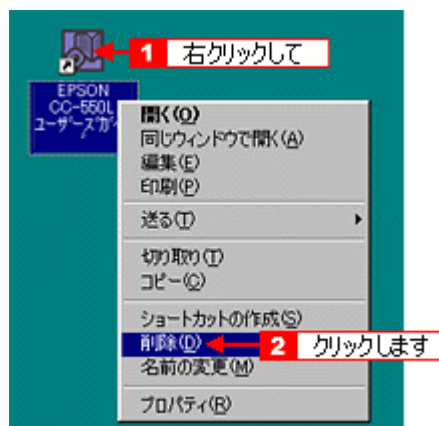 1 右クリックして
EPSON
CC-550L
ユーザーズガイ
開く(O)
同じウィンドウで開く(A)
編集(E)
印刷(P)
送る(T)
切り取り(T)
コピー(C)
ショートカットの作成(S)
削除(D)
2 クリックします
名前の変更(M)
プロパティ(R)